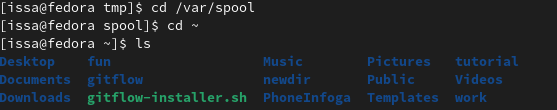 [issa@fedora tmp]$ cd /var/spool
[issa@fedora spool]$ cd ~
[issa@fedora ~]$ ls
Desktop fun Music Pictures tutorial
Documents gitflow newdir Public Videos
Downloads gitflow-installer.sh PhoneInfoga Templates work